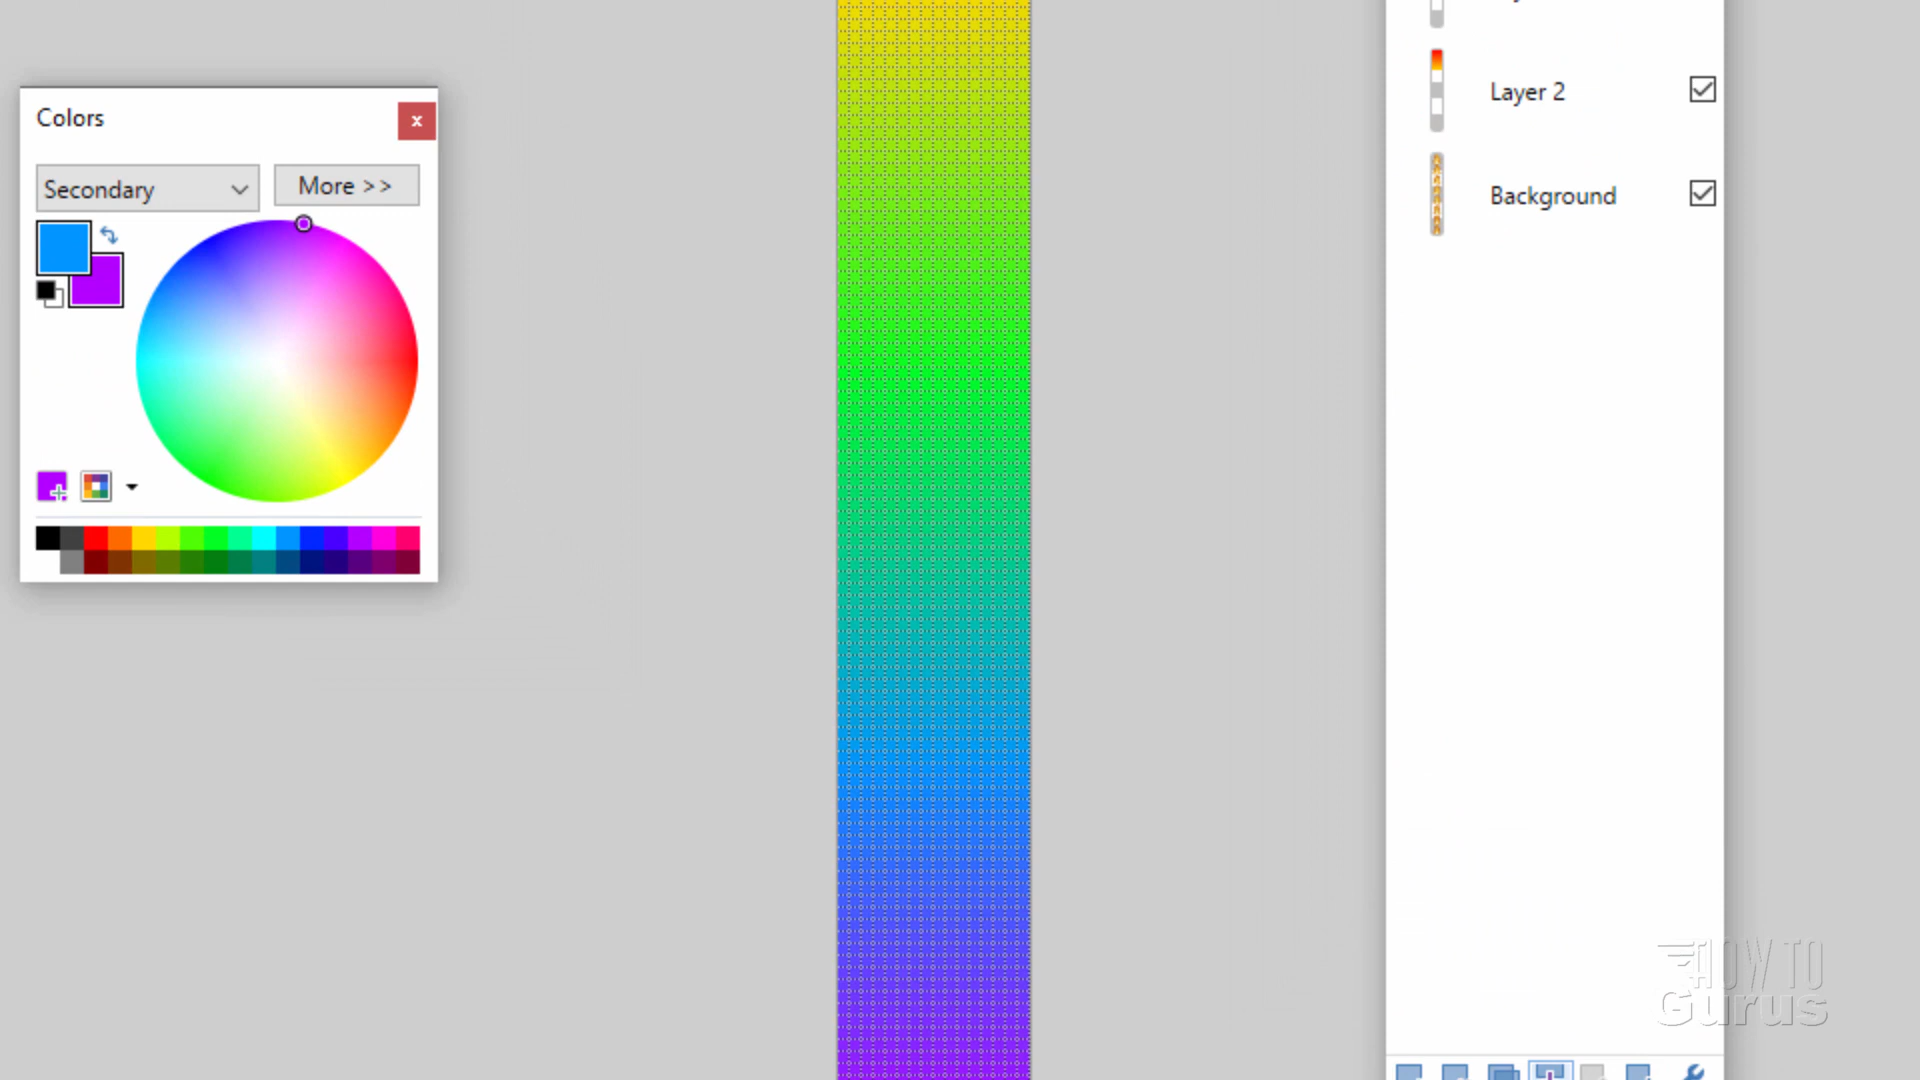 Colors
x
Secondary
More >>
Layer 2
Background
HOW TO
Gurus